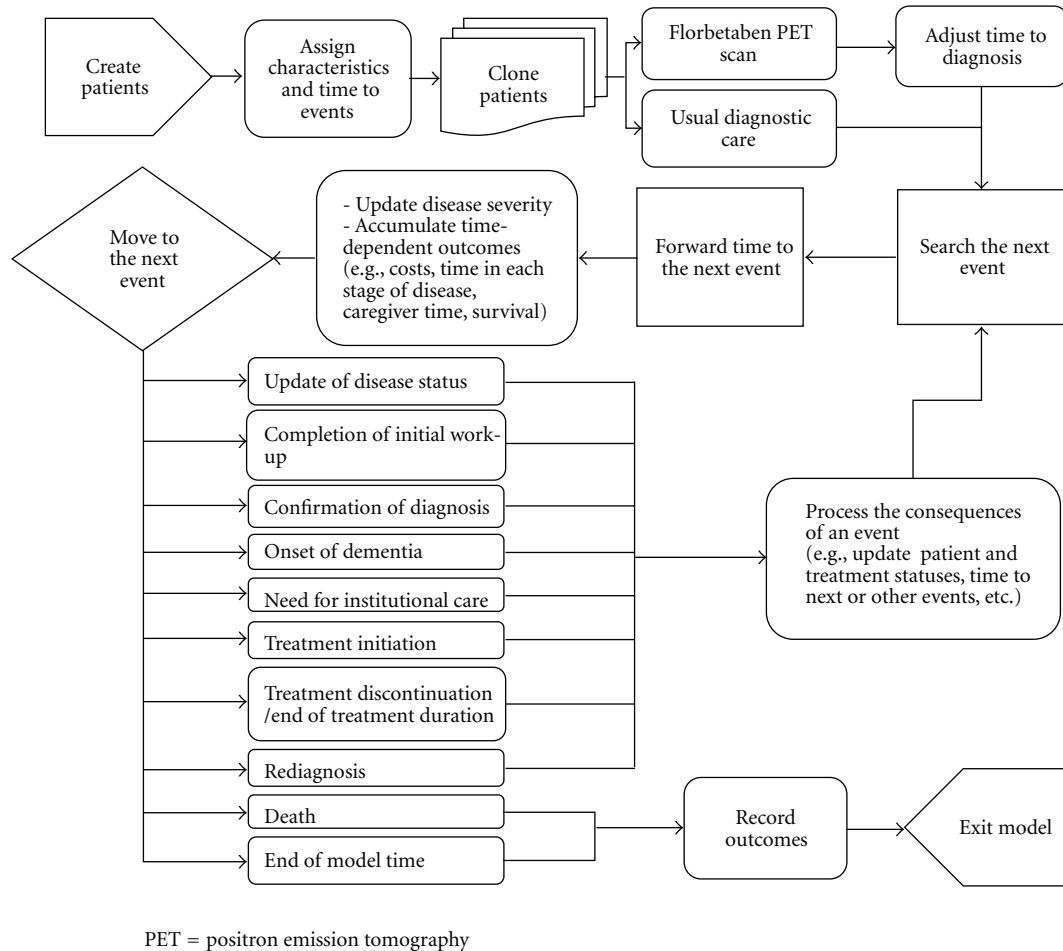 Create
patients
Assign
characteristics
and time to
events
Clone
patients
Florbetaben PET
scan
Usual diagnostic
care
Adjust time to
diagnosis
Search the next
event
Forward time to
the next event
- Update disease severity
- Accumulate time-
dependent outcomes
(e.g., costs, time in each
stage of disease,
caregiver time, survival)
Move to
the next
event
Update of disease status
Completion of initial work-
up
Confirmation of diagnosis
Onset of dementia
Need for institutional care
Treatment initiation
Treatment discontinuation
/end of treatment duration
Rediagnosis
Death
End of model time
Process the consequences
of an event
(e.g., update patient and
treatment statuses, time to
next or other events, etc.)
Record
outcomes
Exit model
PET = positron emission tomography